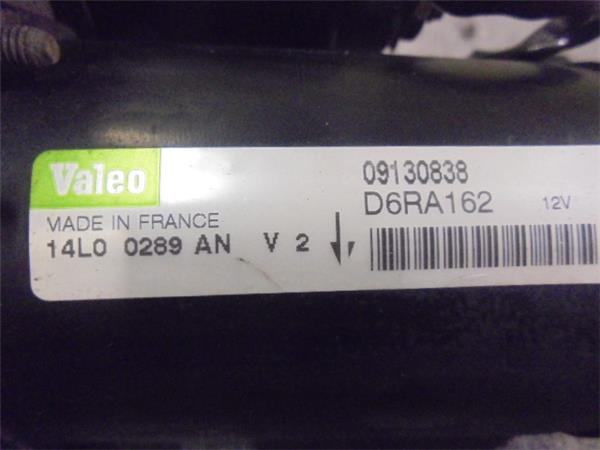 Valeo
MADE IN FRANCE
14L0 0289 AN V 2
09130838
D6RA162 12V